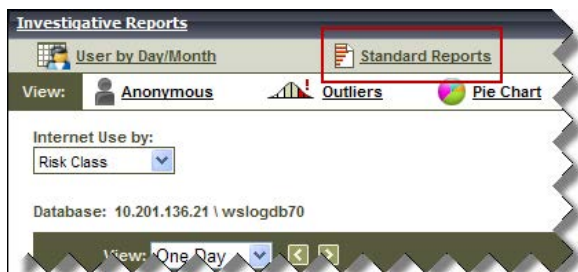 Investigative Reports
User by Day/Month Standard Reports
View: Anonymous Outliers Pie Chart
Internet Use by:
Risk Class
Database: 10.201.136.21 \ wslogdb70
View: One Day